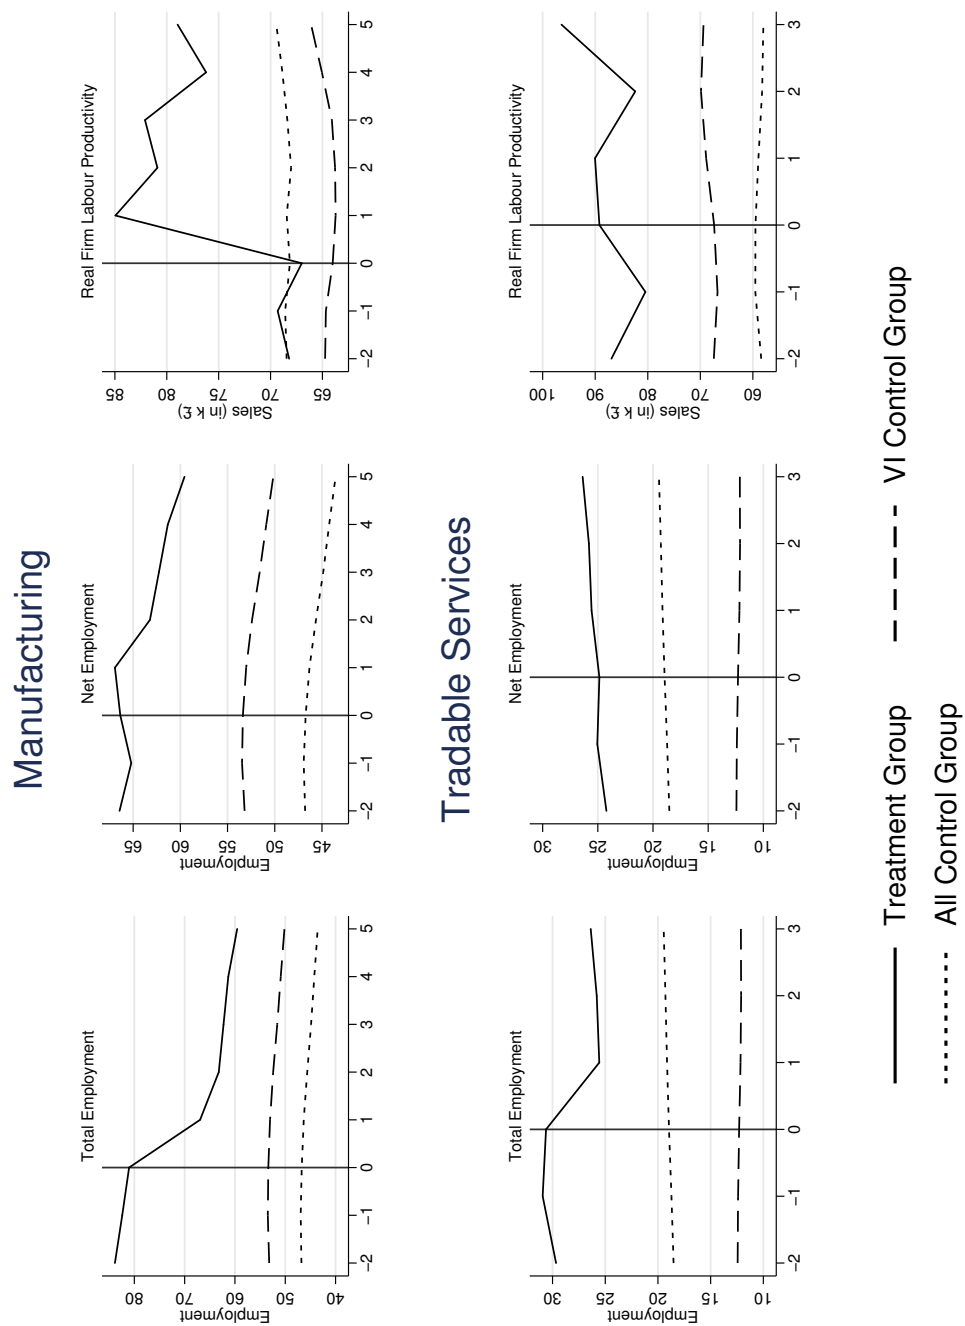 Manufacturing
Total Employment
Employment
80
70
60
50
40
−2 −1 0 1 2 3 4 5
Net Employment
Employment
65
60
55
50
45
−2 −1 0 1 2 3 4 5
Real Firm Labour Productivity
Sales (in k £)
85
80
75
70
65
−2 −1 0 1 2 3 4 5
Tradable Services
Total Employment
Employment
30
25
20
15
10
−2 −1 0 1 2 3
Net Employment
Employment
30
25
20
15
10
−2 −1 0 1 2 3
Real Firm Labour Productivity
Sales (in k £)
100
90
80
70
60
−2 −1 0 1 2 3
Treatment Group VI Control Group
All Control Group